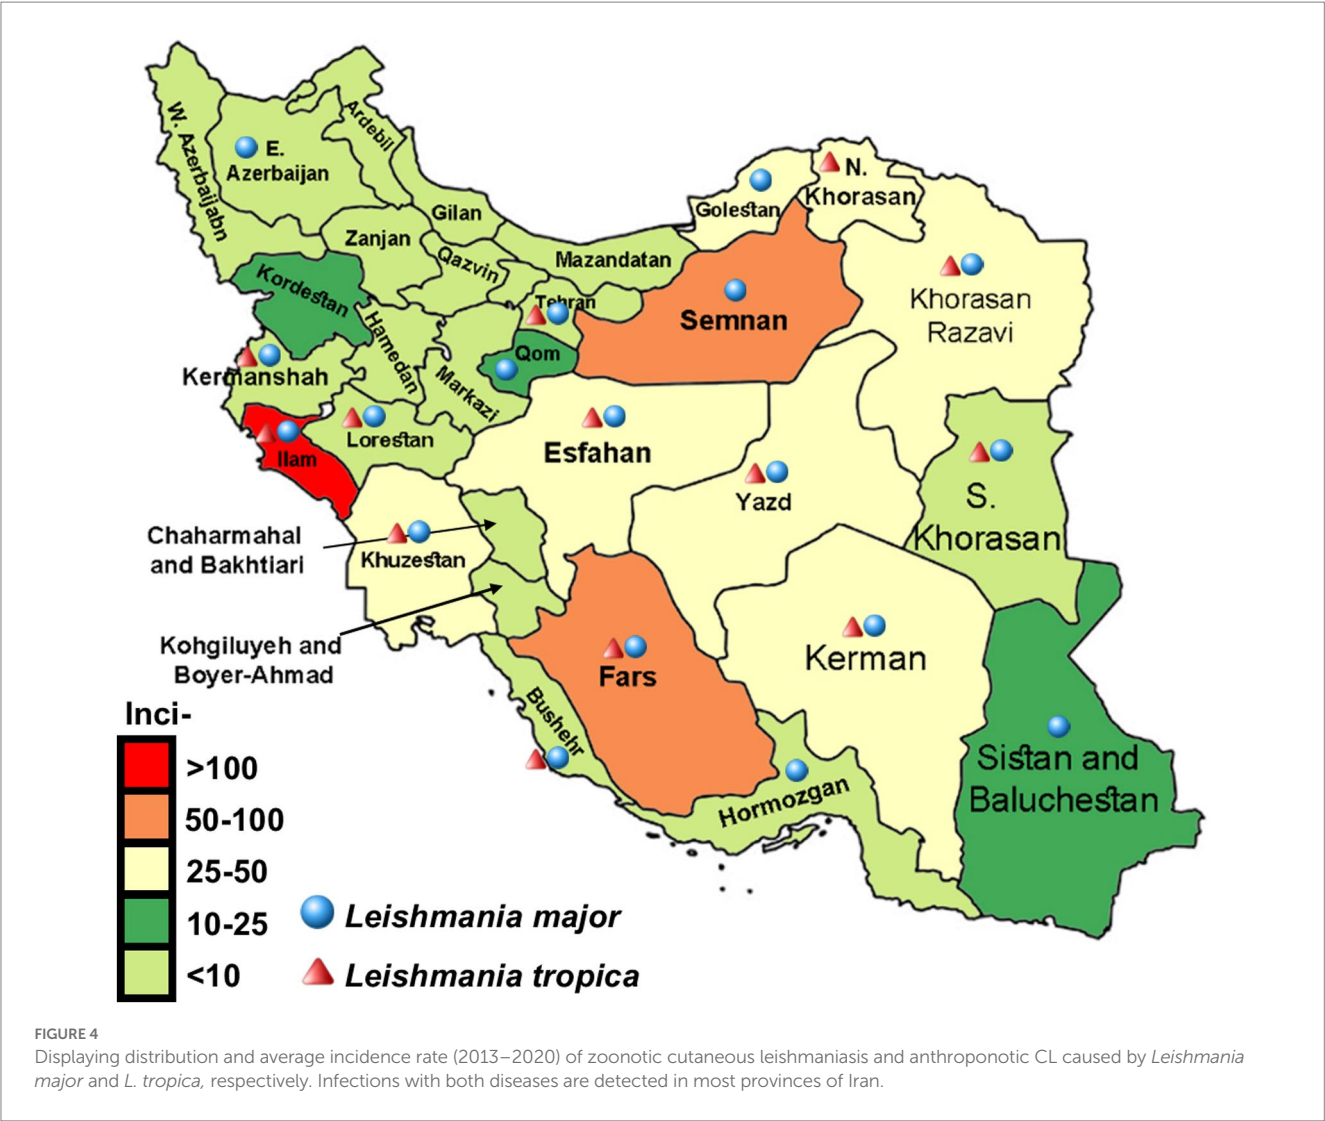 W. Azerbaijabn
E.
Azerbaijan
Ardebil
Gilan
Zanjan
Qazvin
Mazandatan
Golestan
N.
Khorasan
Kordestan
Tehran
Semnan
Khorasan
Razavi
Hamedan
Qom
Kermanshah
Markazi
Lorestan
Ilam
Esfahan
Yazd
S.
Khorasan
Chaharmahal
and Bakhtiari
Khuzestan
Kohgiluyeh and
Boyer-Ahmad
Fars
Kerman
Bushehr
Hormozgan
Sistan and
Baluchestan
Inci-
>100
50-100
25-50
10-25
<10
Leishmania major
Leishmania tropica
FIGURE 4
Displaying distribution and average incidence rate (2013–2020) of zoonotic cutaneous leishmaniasis and anthroponotic CL caused by Leishmania
major and L. tropica, respectively. Infections with both diseases are detected in most provinces of Iran.